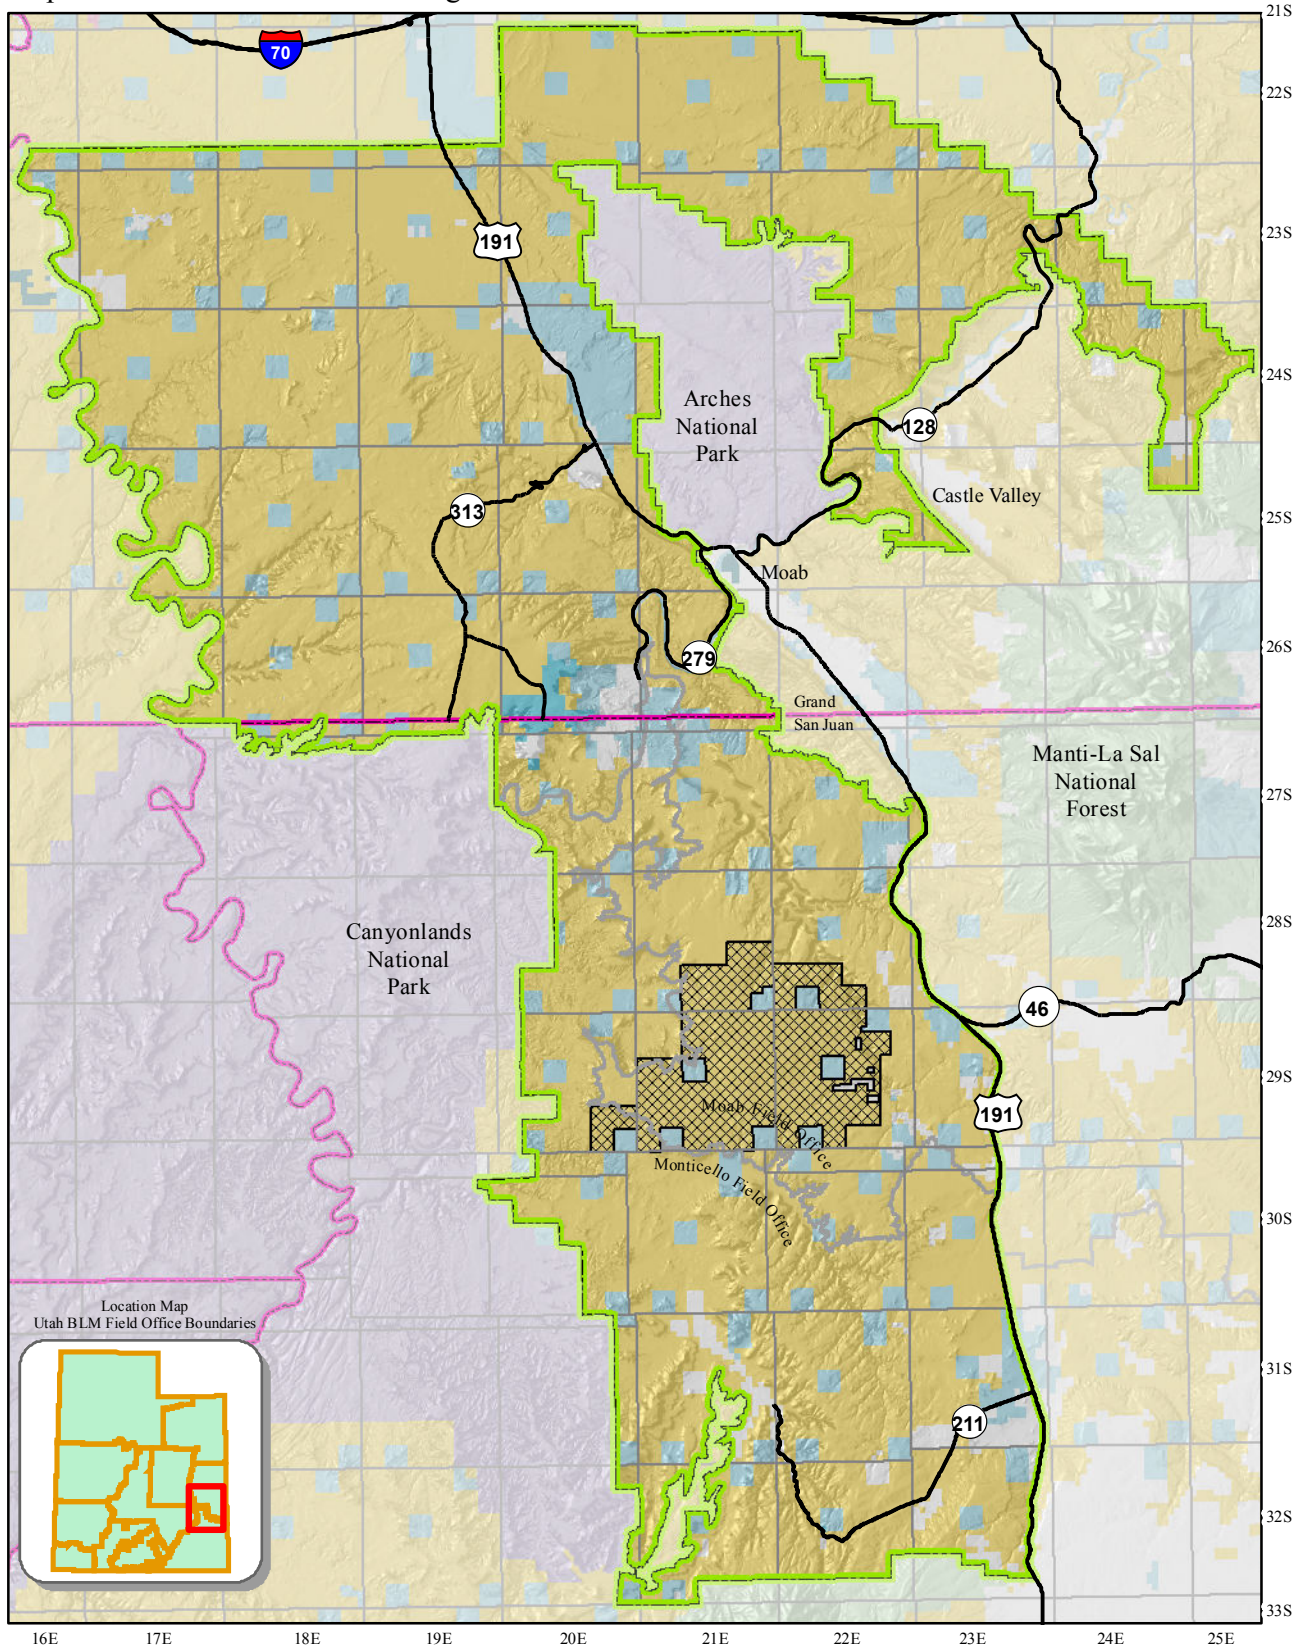 21S
70
22S
191
23S
24S
Arches
National
Park
128
Castle Valley
313
25S
Moab
279
26S
Grand
San Juan
Manti-La Sal
National
Forest
27S
Canyonlands
National
Park
28S
46
29S
Moab Field Office
191
Monticello Field Office
30S
Location Map
Utah BLM Field Office Boundaries
31S
211
32S
33S
16E 17E 18E 19E 20E 21E 22E 23E 24E 25E